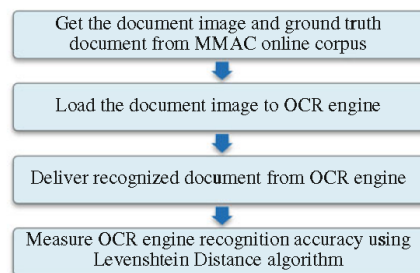 Get the document image and ground truth
document from MMAC online corpus
Load the document image to OCR engine
Deliver recognized document from OCR engine
Measure OCR engine recognition accuracy using
Levenshtein Distance algorithm